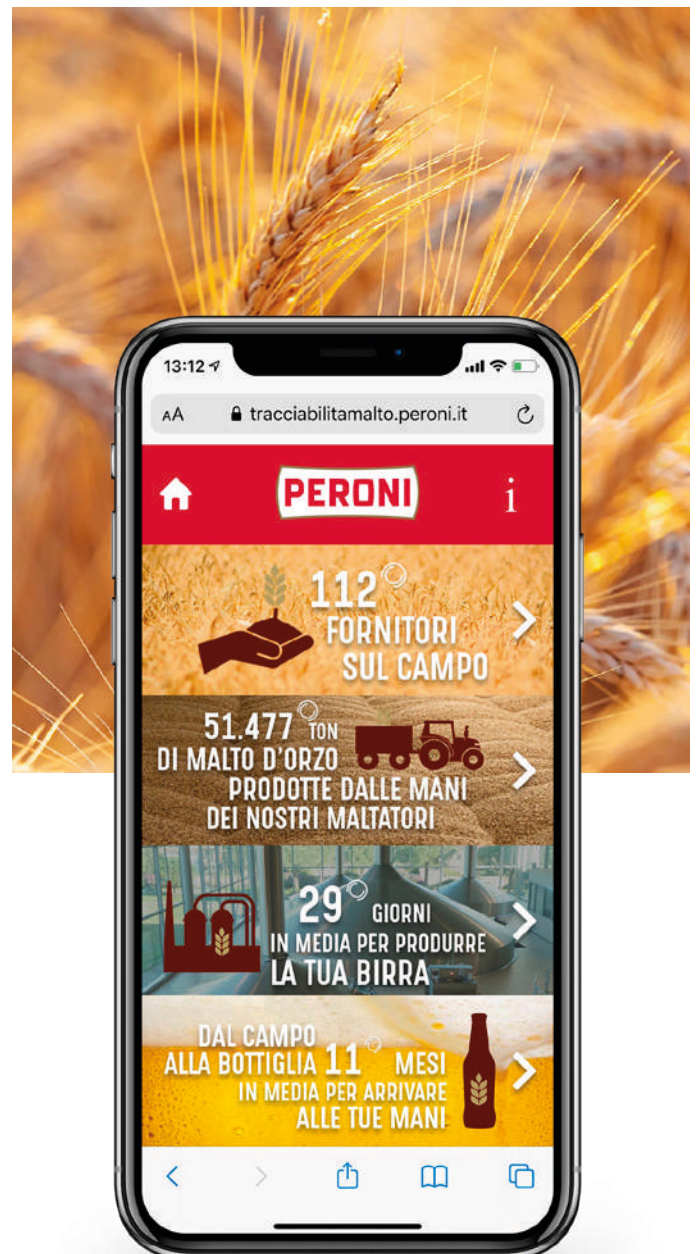 13:12
AA tracciabilitamalto.peroni.it
PERONI i
112
FORNITORI
SUL CAMPO
51.477 TON
DI MALTO D'ORZO
PRODOTTE DALLE MANI
DEI NOSTRI MALTATORI
29 GIORNI
IN MEDIA PER PRODURRE
LA TUA BIRRA
DAL CAMPO
ALLA BOTTIGLIA 11 MESI
IN MEDIA PER ARRIVARE
ALLE TUE MANI